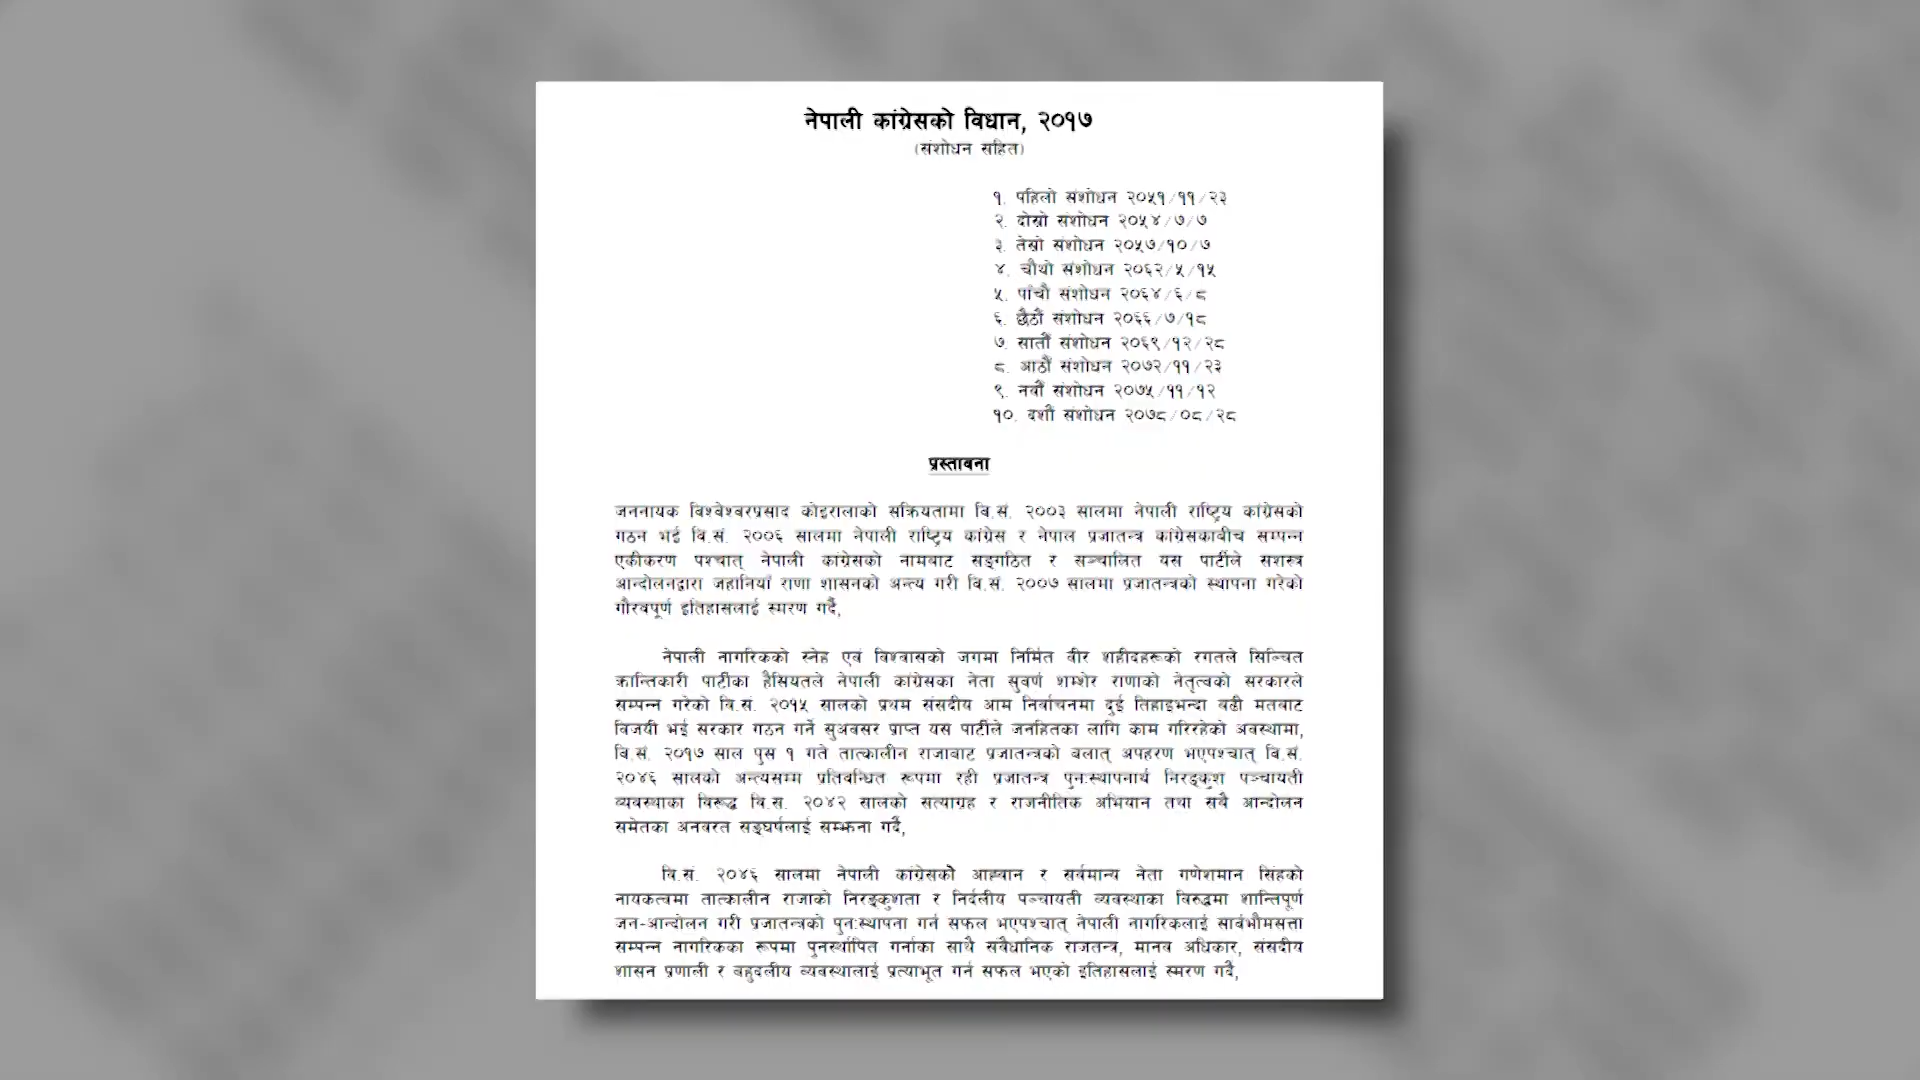 नेपाली कांग्रेसको विधान, २०१७
(संशोधन सहित)
१. पहिलो संशोधन २०५१/११/२३
२. दोस्रो संशोधन २०५४/७/७
३. तेस्रो संशोधन २०५७/१०/७
४. चौथो संशोधन २०६२/५/१५
५. पांचौ संशोधन २०६४/६/८
६. छैठौं संशोधन २०६६/७/१८
७. सातौं संशोधन २०६९/१२/२८
८. आठौं संशोधन २०७२/११/२३
९. नवौं संशोधन २०७५/११/१२
१०. दशौं संशोधन २०७८/०८/२८
प्रस्ताबना
जननायक विश्वेश्वरप्रसाद कोइरालाको सक्रियतामा वि.सं. २००३ सालमा नेपाली राष्ट्रिय कांग्रेसको
गठन भई वि.सं. २००६ सालमा नेपाली राष्ट्रिय कांग्रेस र नेपाल प्रजातन्त्र कांग्रेसकाबीच सम्पन्न
एकीकरण पश्चात् नेपाली कांग्रेसको नामबाट सङ्गठित र सञ्चालित यस पार्टीले सशस्त्र
आन्दोलनद्वारा जहानियाँ राणा शासनको अन्त्य गरी वि.सं. २००७ सालमा प्रजातन्त्रको स्थापना गरेको
गौरवपूर्ण इतिहासलाई स्मरण गर्दै,
नेपाली नागरिकको स्नेह एवं विश्वासको जगमा निर्मित वीर शहीदहरूको रगतले सिञ्चित
क्रान्तिकारी पार्टीका हैसियतले नेपाली कांग्रेसका नेता सुवर्ण शम्शेर राणाको नेतृत्वको सरकारले
सम्पन्न गरेको वि.सं. २०१५ सालको प्रथम संसदीय आम निर्वाचनमा दुई तिहाइभन्दा बढी मतबाट
विजयी भई सरकार गठन गर्ने सुअवसर प्राप्त यस पार्टीले जनहितका लागि काम गरिरहेको अवस्थामा,
वि.सं. २०१७ साल पुस १ गते तात्कालीन राजाबाट प्रजातन्त्रको बलात् अपहरण भएपश्चात् वि.सं.
२०४६ सालको अन्त्यसम्म प्रतिबन्धित रूपमा रही प्रजातन्त्र पुनःस्थापनार्थ निरङ्कुश पञ्चायती
व्यवस्थाका विरूद्ध वि.स. २०४२ सालको सत्याग्रह र राजनीतिक अभियान तथा सबै आन्दोलन
समेतका अनवरत सङ्घर्षलाई सम्झना गर्दै,
वि.सं. २०४६ सालमा नेपाली कांग्रेसको आह्वान र सर्वमान्य नेता गणेशमान सिंहको
नायकत्वमा तात्कालीन राजाको निरङ्कुशता र निर्दलीय पञ्चायती व्यवस्थाका विरुद्धमा शान्तिपूर्ण
जन-आन्दोलन गरी प्रजातन्त्रको पुनःस्थापना गर्न सफल भएपश्चात् नेपाली नागरिकलाई सार्वभौमसत्ता
सम्पन्न नागरिकका रूपमा पुनर्स्थापित गर्नाका साथै संवैधानिक राजतन्त्र, मानव अधिकार, संसदीय
शासन प्रणाली र बहुदलीय व्यवस्थालाई प्रत्याभूत गर्न सफल भएको इतिहासलाई स्मरण गर्दै,